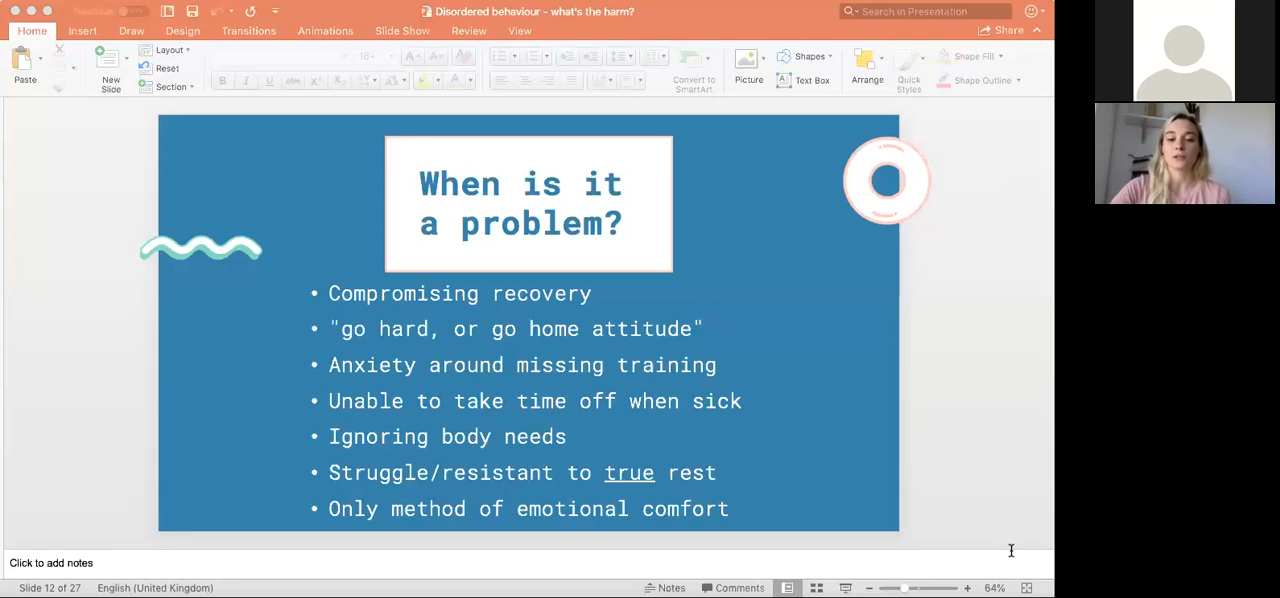 Disordered behaviour - what's the harm?
Search in Presentation
Home Insert Draw Design Transitions Animations Slide Show Review View
Share
Paste
New
Slide
Layout
Reset
Section
Convert to
SmartArt
Picture
Shapes
Text Box
Arrange
Quick
Styles
Shape Fill
Shape Outline
When is it
a problem?
• Compromising recovery
• "go hard, or go home attitude"
• Anxiety around missing training
• Unable to take time off when sick
• Ignoring body needs
• Struggle/resistant to true rest
• Only method of emotional comfort
Click to add notes
Slide 12 of 27 English (United Kingdom) Notes Comments 64%